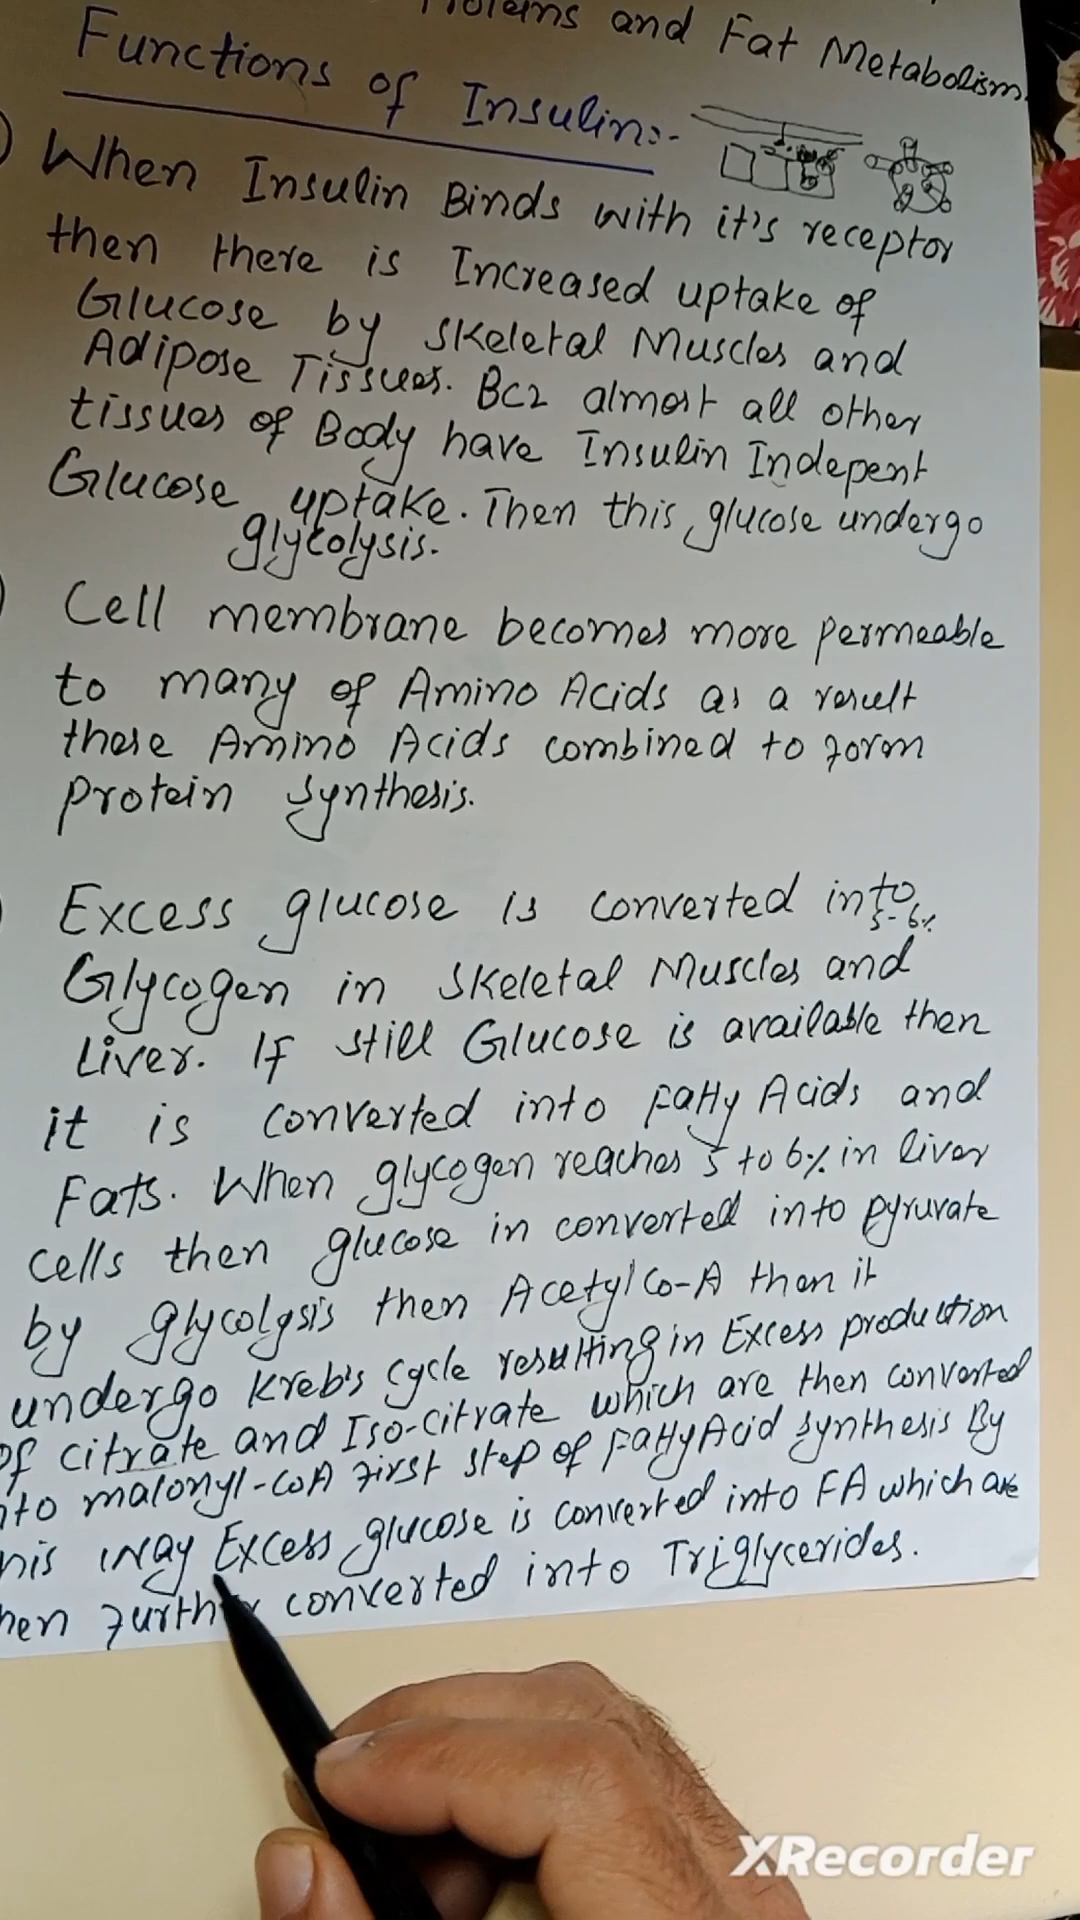 and Fat Metabolism.
Functions of Insulin:-
When Insulin Binds with it's receptor
then there is Increased uptake of
Glucose by Skeletal Muscles and
Adipose Tissues. Bcz almost all other
tissues of Body have Insulin Indepent
Glucose uptake. Then this glucose undergo
glycolysis.
Cell membrane becomes more permeable
to many of Amino Acids as a result
these Amino Acids combined to form
protein synthesis.
Excess glucose is converted into
5-6%
Glycogen in Skeletal Muscles and
Liver. If still Glucose is available then
it is converted into Fatty Acids and
Fats. When glycogen reaches 5 to 6% in liver
cells then glucose in converted into pyruvate
by glycolysis then Acetyl Co-A then it
undergo Kreb's cycle resulting in Excess production
of citrate and Iso-citrate which are then converted
malonyl-CoA first step of Fatty Acid synthesis By
way Excess glucose is converted into FA which are
converted into Triglycerides.
XRecorder